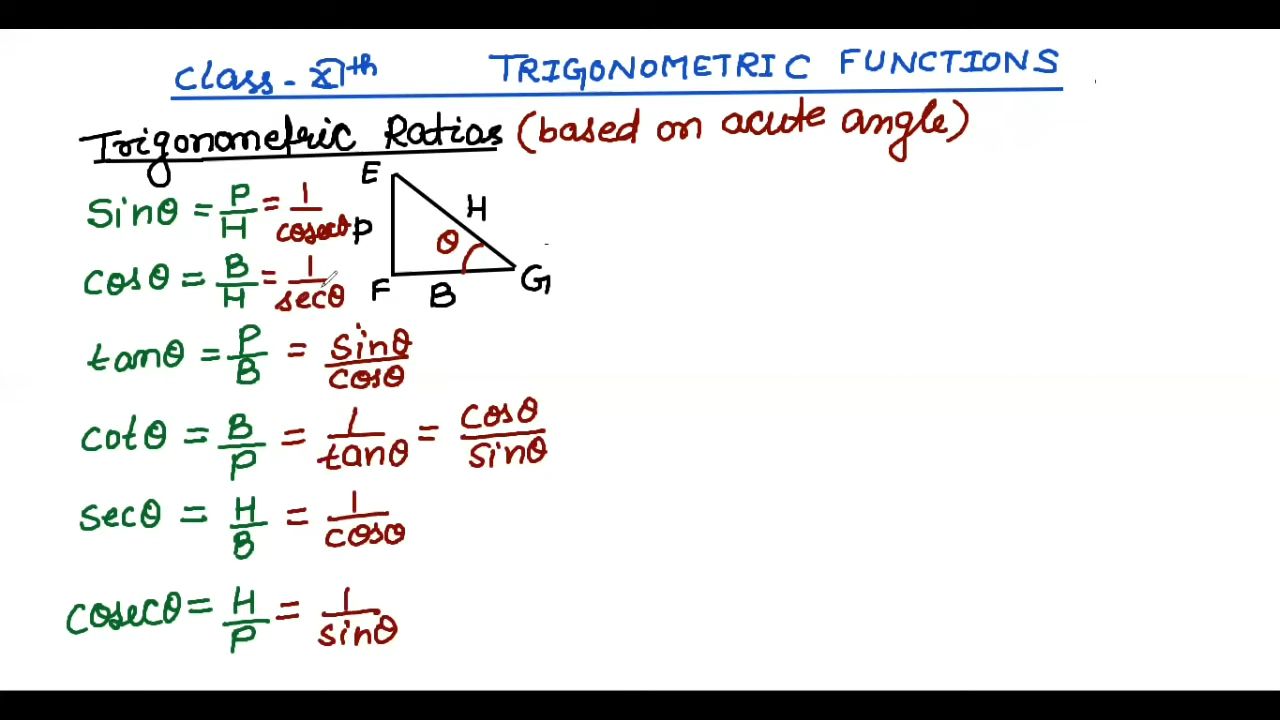 Class - XIth TRIGONOMETRIC FUNCTIONS
Trigonometric Ratios (based on acute angle)
E
Sinθ = P/H = 1/cosecθ
P
H
θ
cosθ = B/H = 1/secθ
F
B
G
tanθ = P/B = sinθ/cosθ
cotθ = B/P = 1/tanθ = cosθ/sinθ
secθ = H/B = 1/cosθ
cosecθ = H/P = 1/sinθ